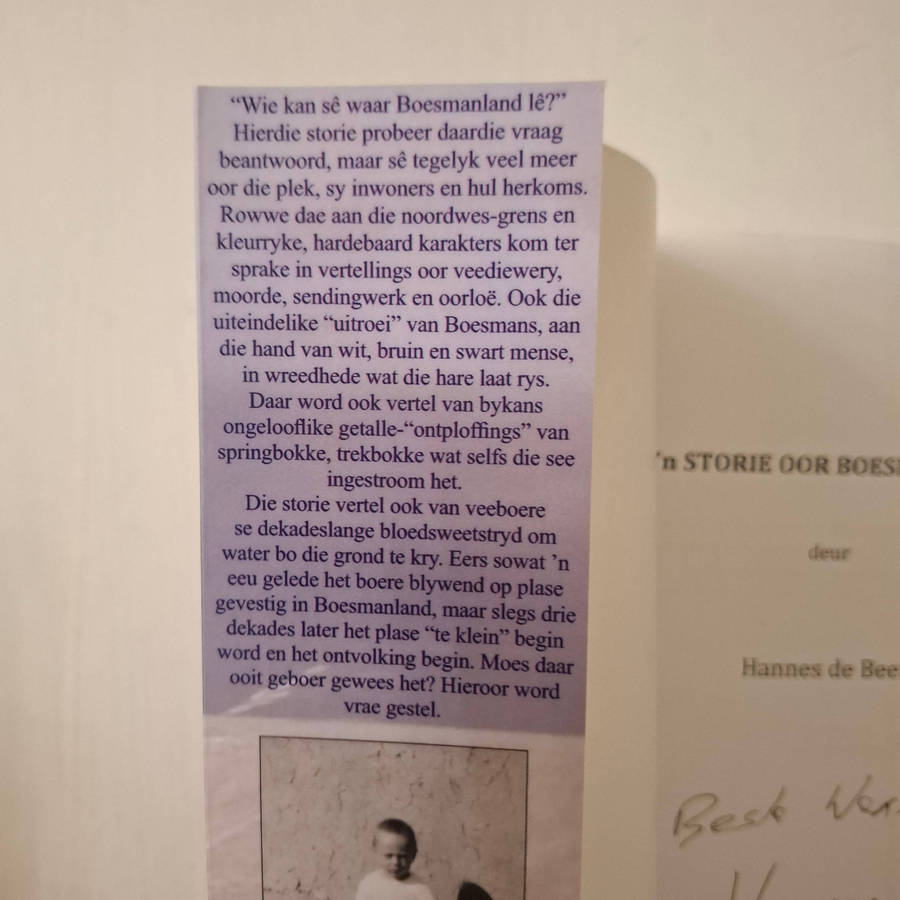 “Wie kan sê waar Boesmanland lê?”
Hierdie storie probeer daardie vraag
beantwoord, maar sê tegelyk veel meer
oor die plek, sy inwoners en hul herkoms.
Rowwe dae aan die noordwes-grens en
kleurryke, hardebaard karakters kom ter
sprake in vertellings oor veediewery,
moorde, sendingwerk en oorloë. Ook die
uiteindelike “uitroei” van Boesmans, aan
die hand van wit, bruin en swart mense,
in wreedhede wat die hare laat rys.
Daar word ook vertel van bykans
ongelooflike getalle-“ontploffings” van
springbokke, trekbokke wat selfs die see
ingestroom het.
Die storie vertel ook van veeboere
se dekadeslange bloedsweetstryd om
water bo die grond te kry. Eers sowat ’n
eeu gelede het boere blywend op plase
gevestig in Boesmanland, maar slegs drie
dekades later het plase “te klein” begin
word en het ontvolking begin. Moes daar
ooit geboer gewees het? Hieroor word
vrae gestel.
’n STORIE OOR
deur
Hannes de
Best